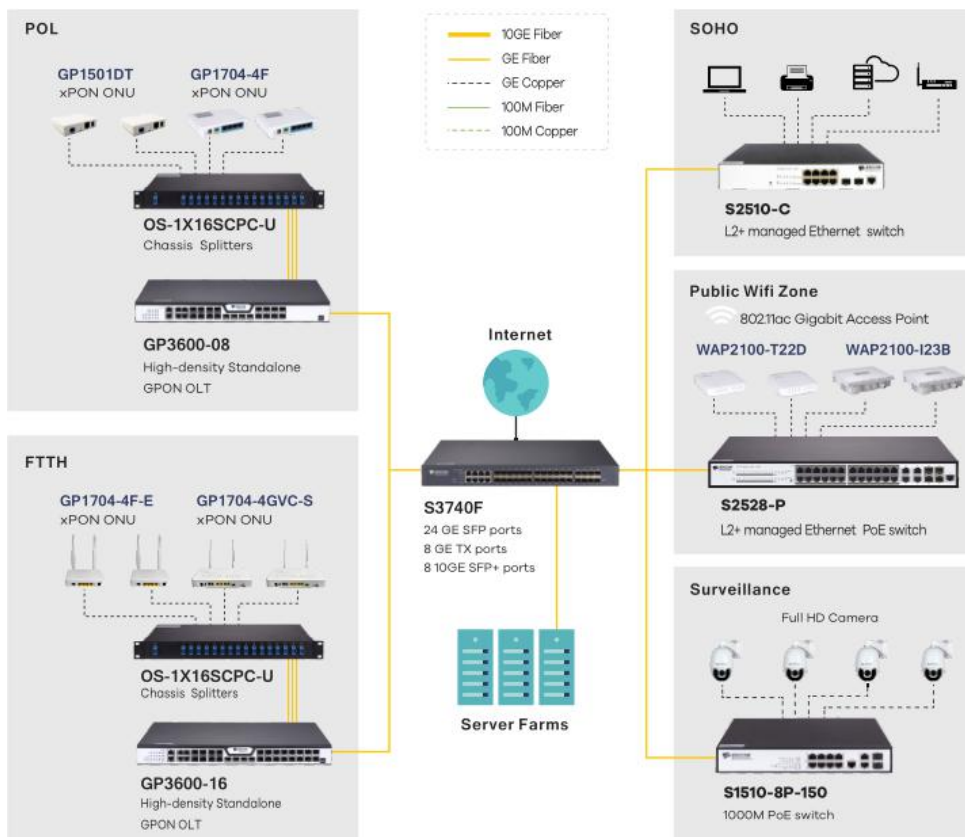 POL
GP1501DT
xPON ONU
GP1704-4F
xPON ONU
OS-1X16SCPC-U
Chassis Splitters
GP3600-08
High-density Standalone
GPON OLT
FTTH
GP1704-4F-E
xPON ONU
GP1704-4GVC-S
xPON ONU
OS-1X16SCPC-U
Chassis Splitters
GP3600-16
High-density Standalone
GPON OLT
10GE Fiber
GE Fiber
GE Copper
100M Fiber
100M Copper
Internet
S3740F
24 GE SFP ports
8 GE TX ports
8 10GE SFP+ ports
Server Farms
SOHO
S2510-C
L2+ managed Ethernet switch
Public Wifi Zone
802.11ac Gigabit Access Point
WAP2100-T22D
WAP2100-I23B
S2528-P
L2+ managed Ethernet PoE switch
Surveillance
Full HD Camera
S1510-8P-150
1000M PoE switch